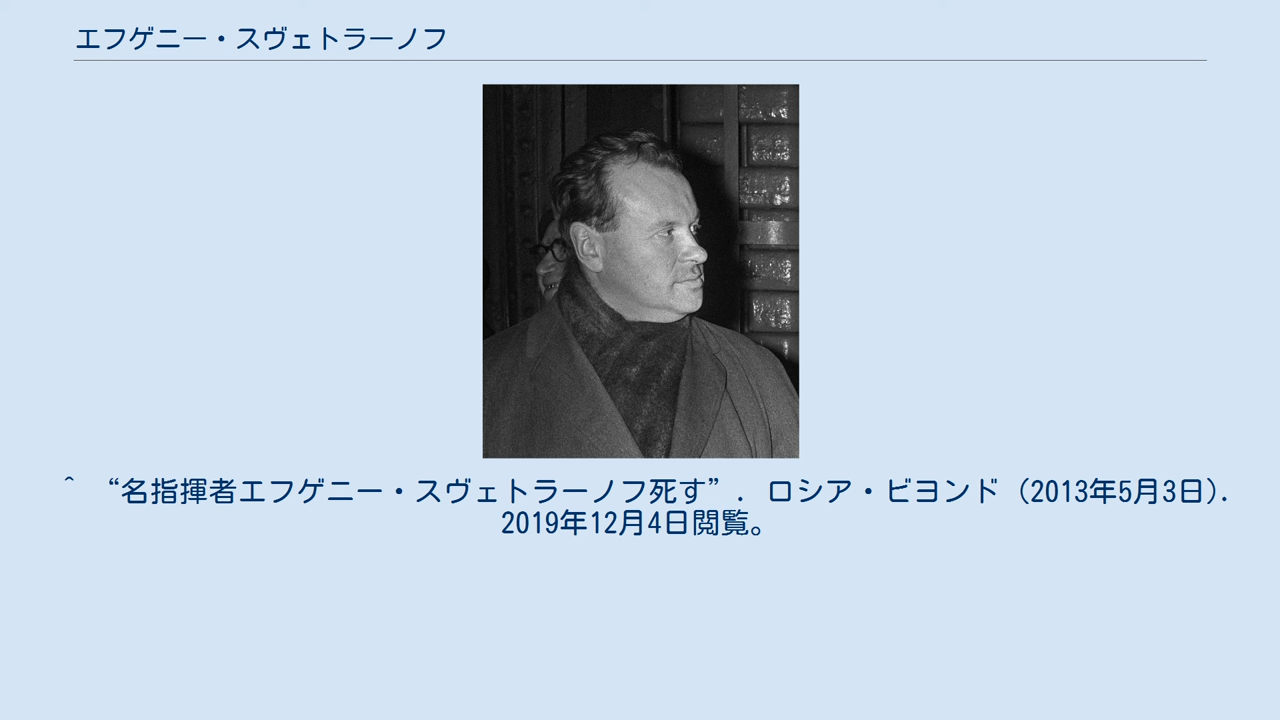 エフゲニー・スヴェトラーノフ
^ “名指揮者エフゲニー・スヴェトラーノフ死す”. ロシア・ビヨンド (2013年5月3日).
2019年12月4日閲覧。